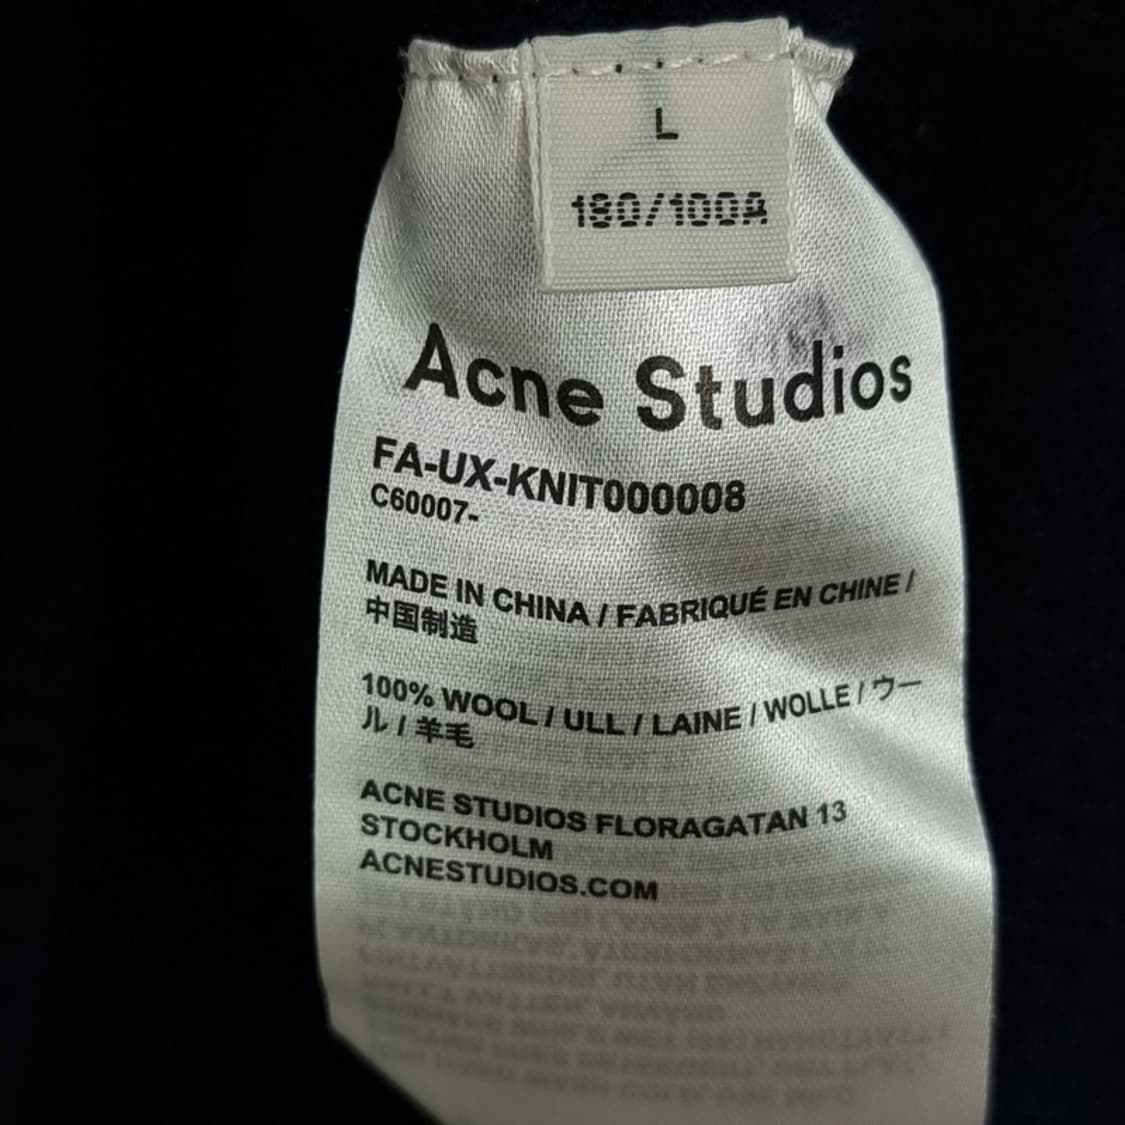 L
180/100A
Acne Studios
FA-UX-KNIT000008
C60007-
MADE IN CHINA / FABRIQUÉ EN CHINE /
中国制造
100% WOOL / ULL / LAINE / WOLLE / ウー
ル / 羊毛
ACNE STUDIOS FLORAGATAN 13
STOCKHOLM
ACNESTUDIOS.COM